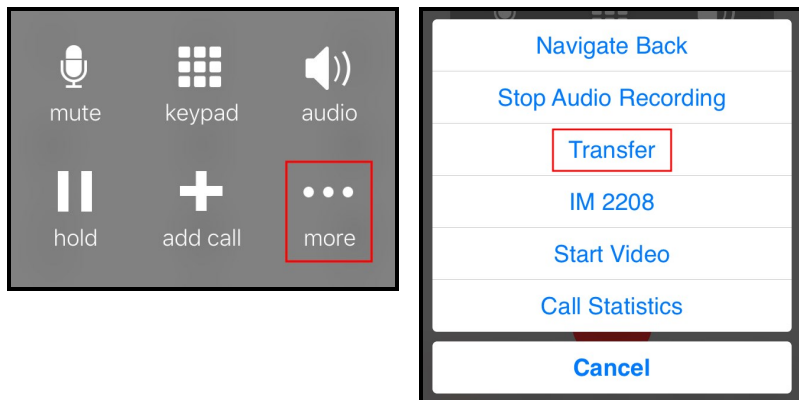 mute keypad audio
hold add call more
Navigate Back
Stop Audio Recording
Transfer
IM 2208
Start Video
Call Statistics
Cancel